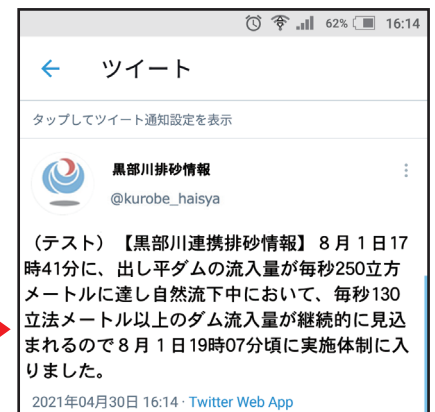 62% 16:14
← ツイート
タップしてツイート通知設定を表示
黒部川排砂情報
@kurobe_haisya
（テスト）【黒部川連携排砂情報】８月１日17
時41分に、出し平ダムの流入量が毎秒250立方
メートルに達し自然流下中において、毎秒130
立法メートル以上のダム流入量が継続的に見込
まれるので８月１日19時07分頃に実施体制に入
りました。
2021年04月30日 16:14 · Twitter Web App